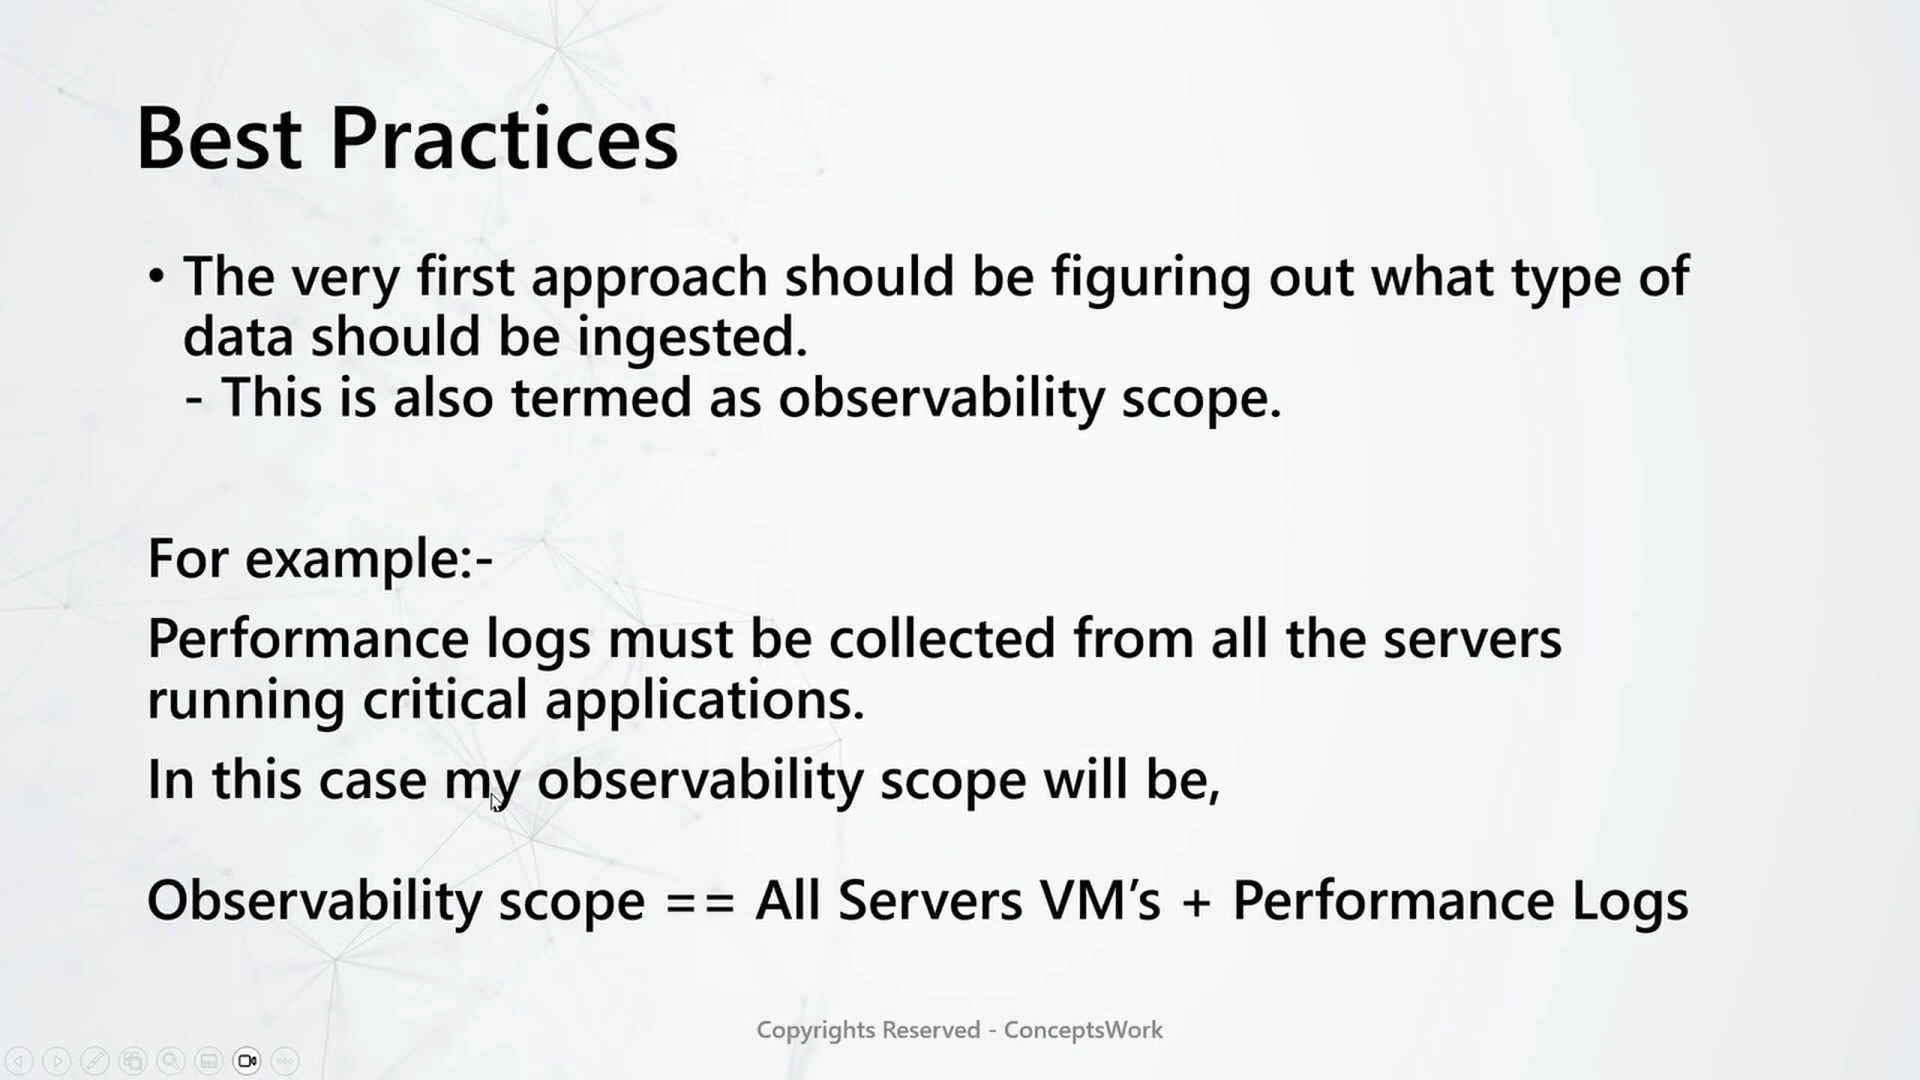 Best Practices
• The very first approach should be figuring out what type of
data should be ingested.
- This is also termed as observability scope.
For example:-
Performance logs must be collected from all the servers
running critical applications.
In this case my observability scope will be,
Observability scope == All Servers VM’s + Performance Logs
Copyrights Reserved - ConceptsWork